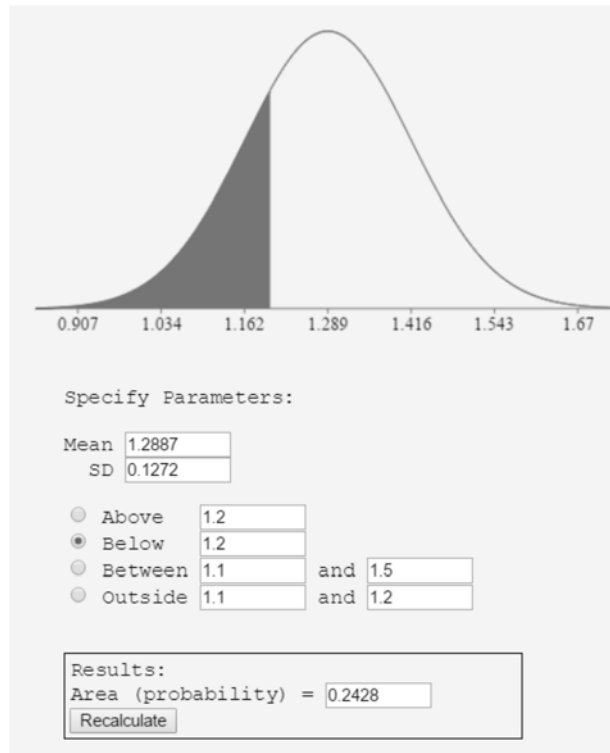 0.907 1.034 1.162 1.289 1.416 1.543 1.67
Specify Parameters:
Mean 1.2887
SD 0.1272
Above 1.2
Below 1.2
Between 1.1 and 1.5
Outside 1.1 and 1.2
Results:
Area (probability) = 0.2428
Recalculate